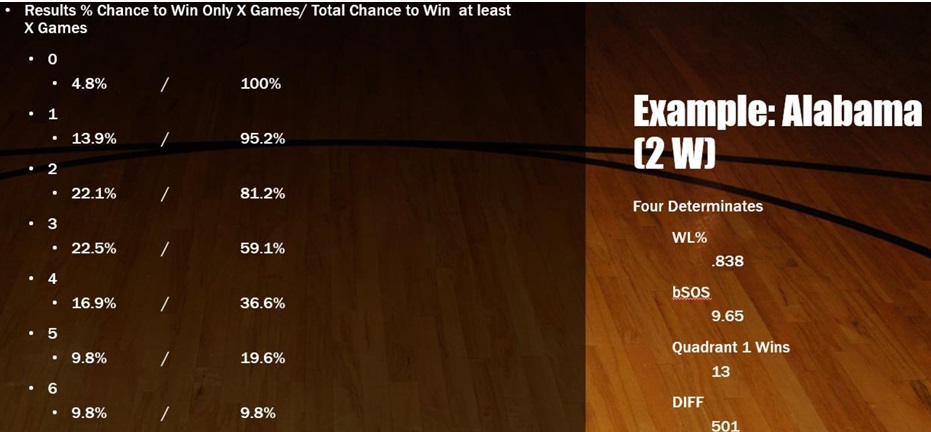 Results % Chance to Win Only X Games/ Total Chance to Win at least
X Games
0
4.8% / 100%
1
13.9% / 95.2%
2
22.1% / 81.2%
3
22.5% / 59.1%
4
16.9% / 36.6%
5
9.8% / 19.6%
6
9.8% / 9.8%
Example: Alabama
(2 W)
Four Determinates
WL%
.838
bSOS
9.65
Quadrant 1 Wins
13
DIFF
501